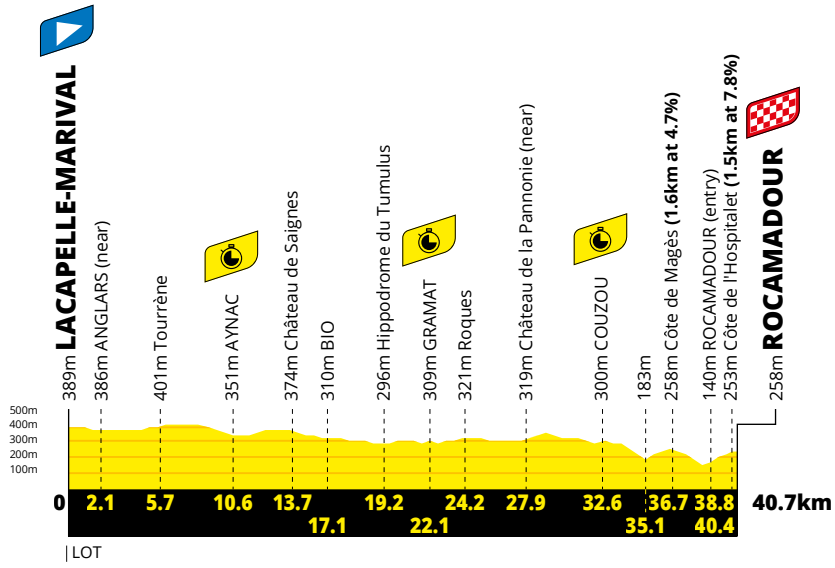 LACAPELLE-MARIVAL
389m
386m ANGLARS (near)
401m Tourrène
351m AYNAC
374m Château de Saignes
310m BIO
296m Hippodrome du Tumulus
309m GRAMAT
321m Roques
319m Château de la Pannonie (near)
300m COUZOU
183m
258m Côte de Magès (1.6km at 4.7%)
140m ROCAMADOUR (entry)
253m Côte de l'Hospitalet (1.5km at 7.8%)
258m ROCAMADOUR
500m
400m
300m
200m
100m
0 2.1 5.7 10.6 13.7 19.2 24.2 27.9 32.6 36.7 38.8 40.7km
17.1 22.1 35.1 40.4
LOT